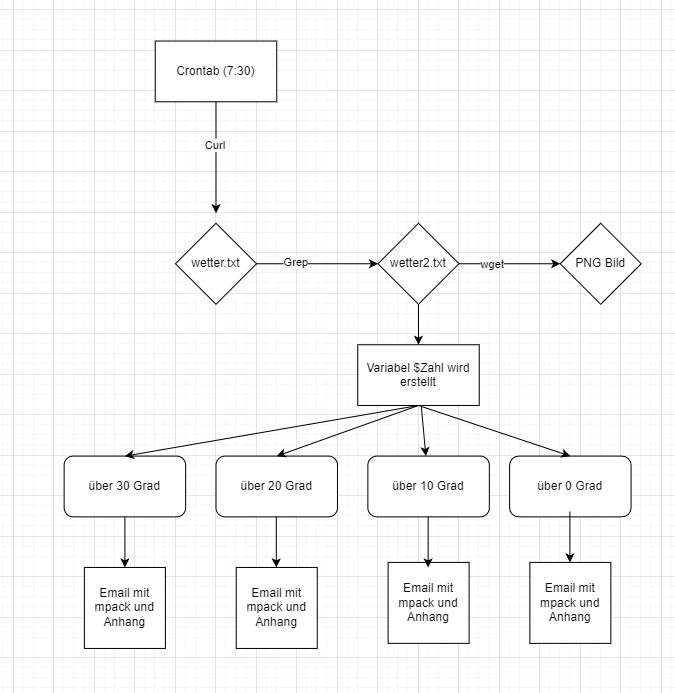 Crontab (7:30)
Curl
wetter.txt
Grep
wetter2.txt
wget
PNG Bild
Variabel $Zahl wird
erstellt
über 30 Grad
über 20 Grad
über 10 Grad
über 0 Grad
Email mit
mpack und
Anhang
Email mit
mpack und
Anhang
Email mit
mpack und
Anhang
Email mit
mpack und
Anhang